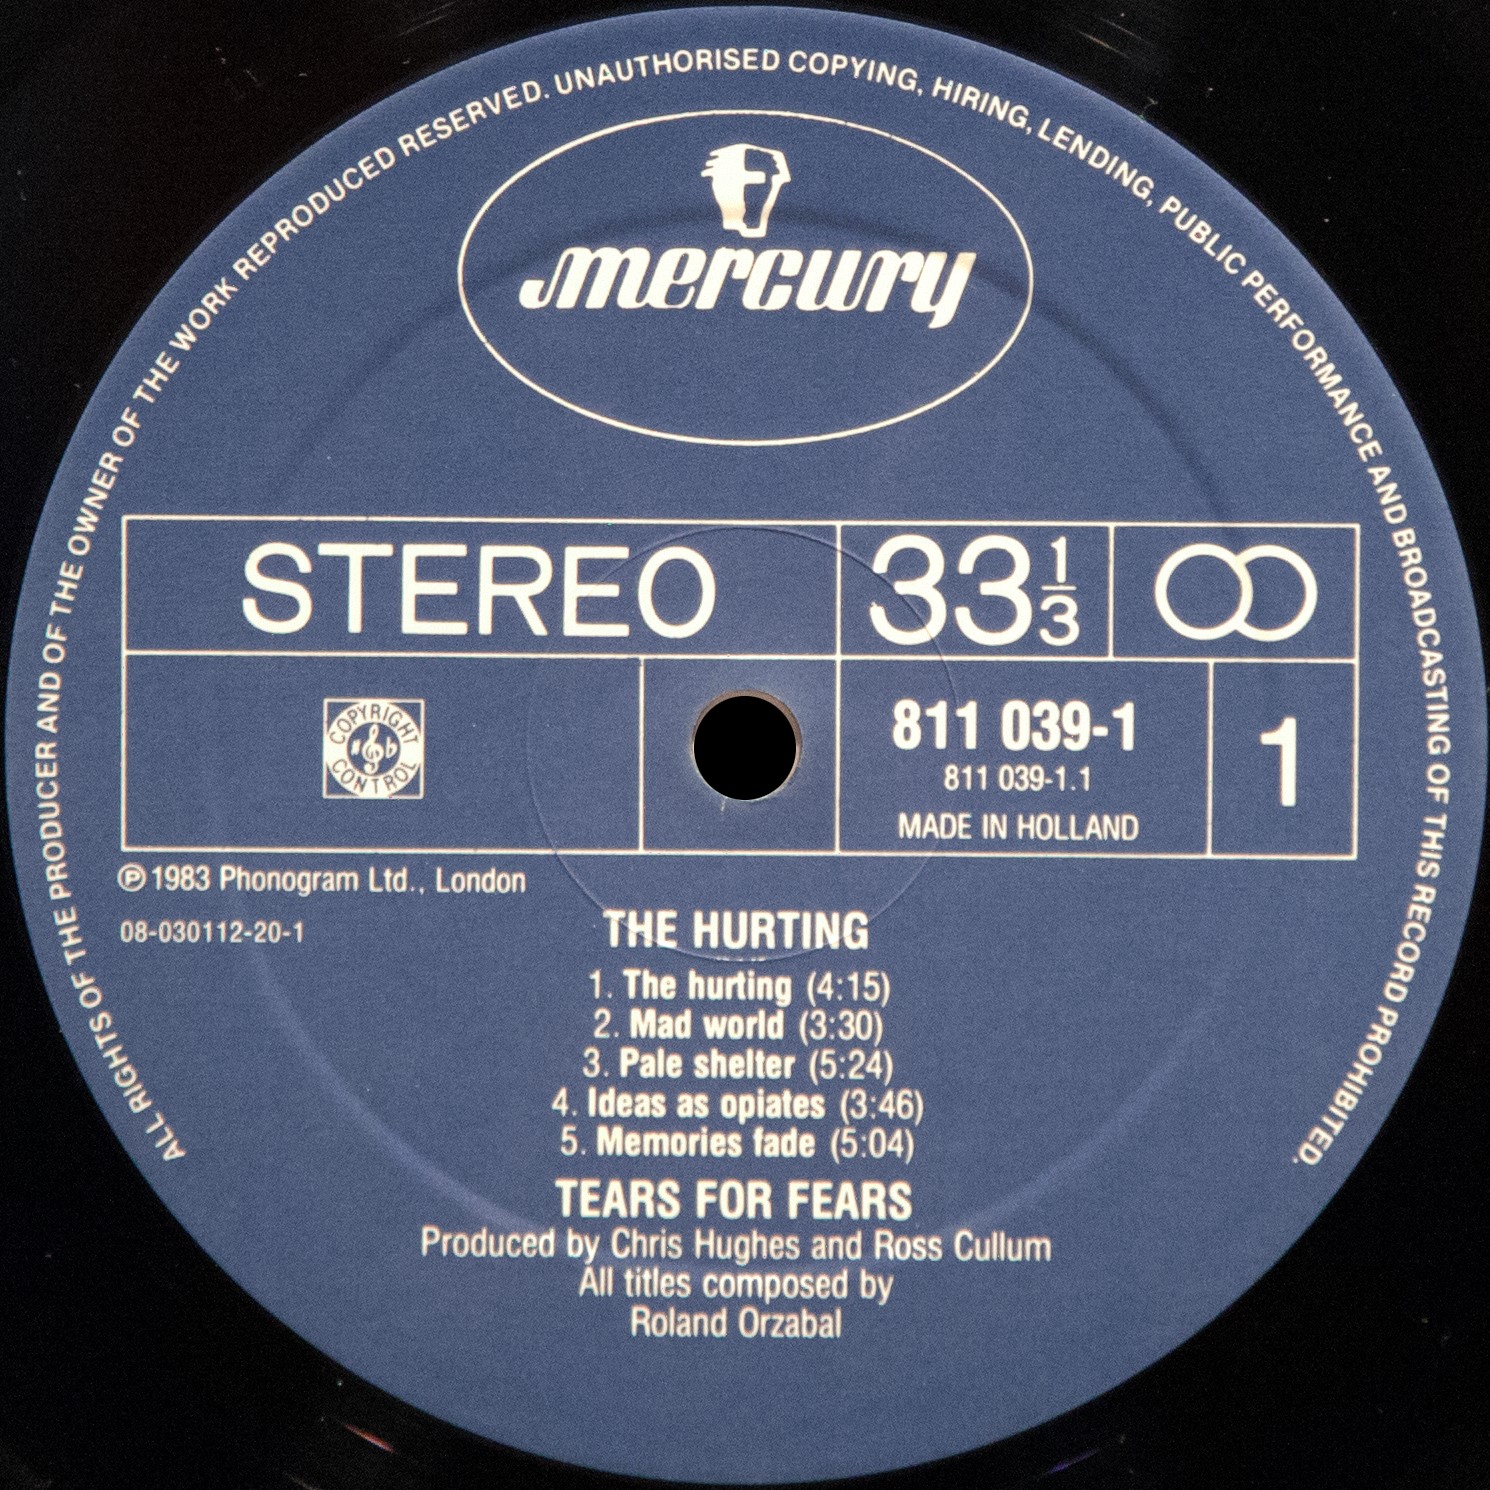 ALL RIGHTS OF THE PRODUCER AND OF THE OWNER OF THE WORK REPRODUCED RESERVED. UNAUTHORISED COPYING, HIRING, LENDING, PUBLIC PERFORMANCE AND BROADCASTING OF THIS RECORD PROHIBITED.
mercury
STEREO
33 1/3
COPYRIGHT
CONTROL
811 039-1
811 039-1.1
MADE IN HOLLAND
1
℗ 1983 Phonogram Ltd., London
08-030112-20-1
THE HURTING
1. The hurting (4:15)
2. Mad world (3:30)
3. Pale shelter (5:24)
4. Ideas as opiates (3:46)
5. Memories fade (5:04)
TEARS FOR FEARS
Produced by Chris Hughes and Ross Cullum
All titles composed by
Roland Orzabal